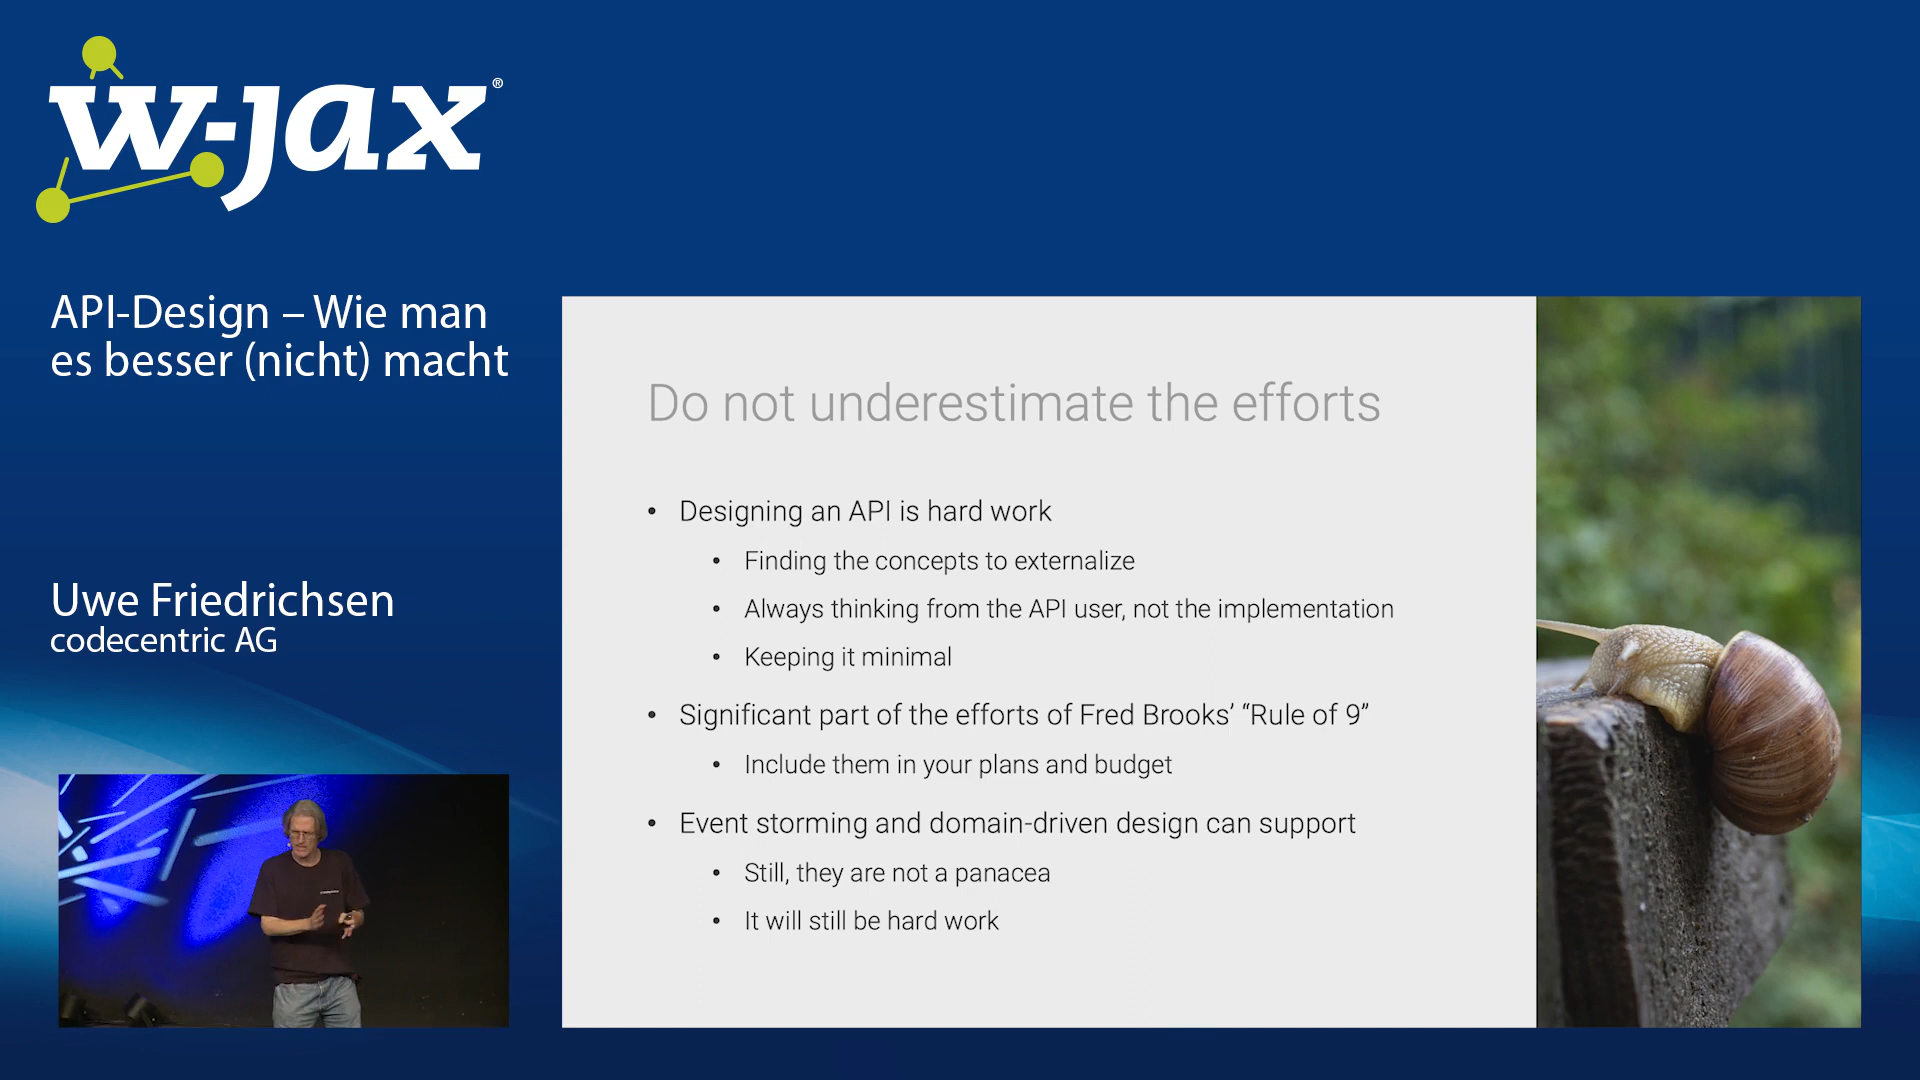 w-jax®
API-Design – Wie man
es besser (nicht) macht
Uwe Friedrichsen
codecentric AG
Do not underestimate the efforts
• Designing an API is hard work
• Finding the concepts to externalize
• Always thinking from the API user, not the implementation
• Keeping it minimal
• Significant part of the efforts of Fred Brooks’ “Rule of 9”
• Include them in your plans and budget
• Event storming and domain-driven design can support
• Still, they are not a panacea
• It will still be hard work